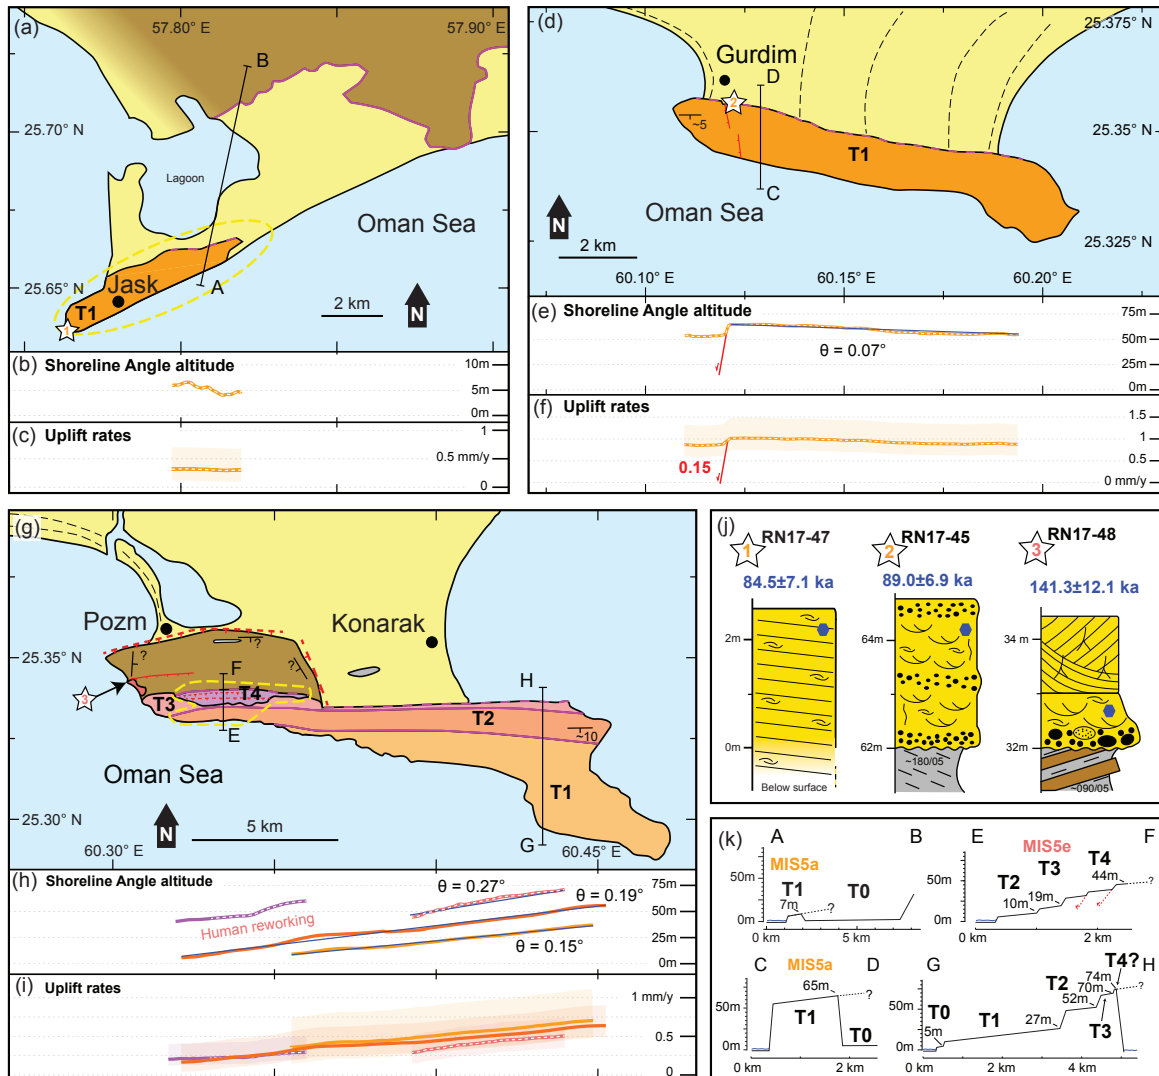 (a)
57.80° E
57.90° E
B
25.70° N
Lagoon
Oman Sea
25.65° N
Jask
A
T1
1
2 km
N
(b) Shoreline Angle altitude
10m
5m
0m
(c) Uplift rates
1
0.5 mm/y
0
(d)
25.375° N
Gurdim
D
2
~5
25.35° N
T1
C
Oman Sea
N
2 km
25.325° N
60.10° E
60.15° E
60.20° E
(e) Shoreline Angle altitude
75m
50m
25m
0m
θ = 0.07°
(f) Uplift rates
1.5
1
0.5
0 mm/y
0.15
(g)
Pozm
Konarak
25.35° N
?
?
?
F
H
3
T3
T4
T2
~10
E
Oman Sea
T1
25.30° N
N
5 km
G
60.30° E
60.45° E
(h) Shoreline Angle altitude
75m
50m
25m
0m
θ = 0.27°
θ = 0.19°
Human reworking
θ = 0.15°
(i) Uplift rates
1 mm/y
0.5
0
(j)
1 RN17-47
2 RN17-45
3 RN17-48
84.5±7.1 ka
89.0±6.9 ka
141.3±12.1 ka
2m
0m
Below surface
64m
62m
~180/05
34 m
32m
~090/05
(k)
A
B
MIS5a
50m
T1
T0
7m
?
0m
0 km
5 km
E
F
MIS5e
T4
T3
44m
?
T2
19m
10m
50m
0m
0 km
2 km
C
D
MIS5a
65m
?
50m
T1
T0
0m
0 km
2 km
G
H
T4?
74m
T2
70m
?
52m
50m
T0
T1
27m
T3
5m
0m
0 km
2 km
4 km